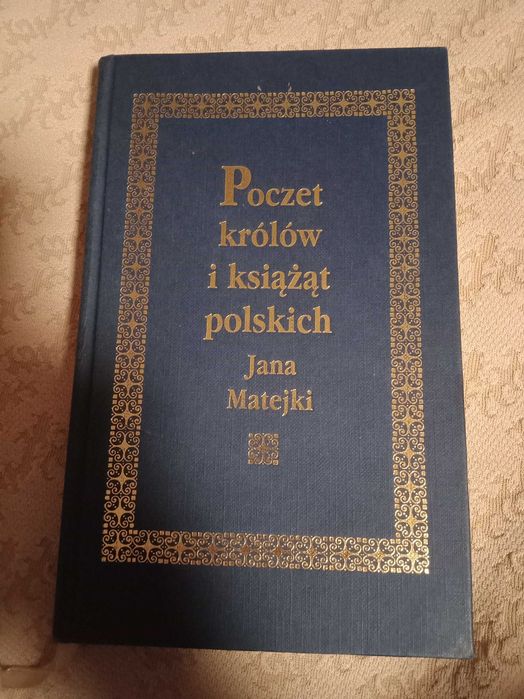 Poczet
królów
i książąt
polskich
Jana
Matejki